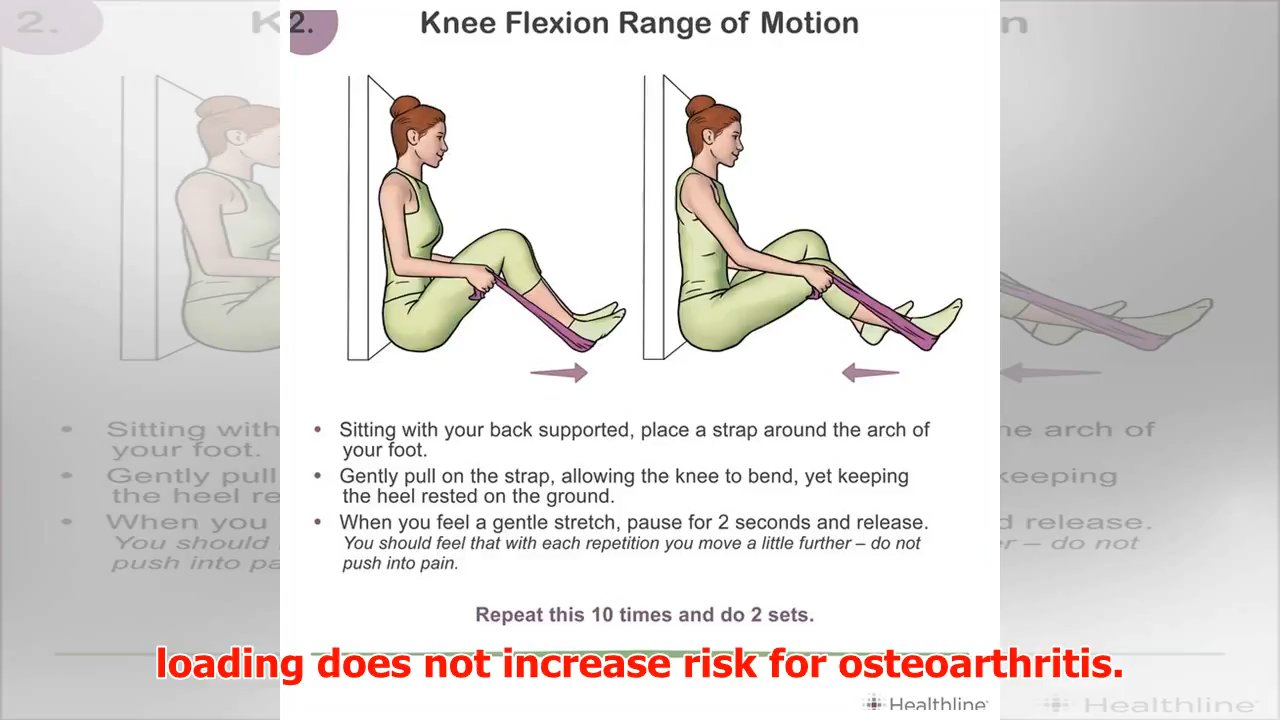 2.
Knee Flexion Range of Motion
• Sitting with your back supported, place a strap around the arch of
your foot.
• Gently pull on the strap, allowing the knee to bend, yet keeping
the heel rested on the ground.
• When you feel a gentle stretch, pause for 2 seconds and release.
You should feel that with each repetition you move a little further – do not
push into pain.
Repeat this 10 times and do 2 sets.
loading does not increase risk for osteoarthritis.
Healthline